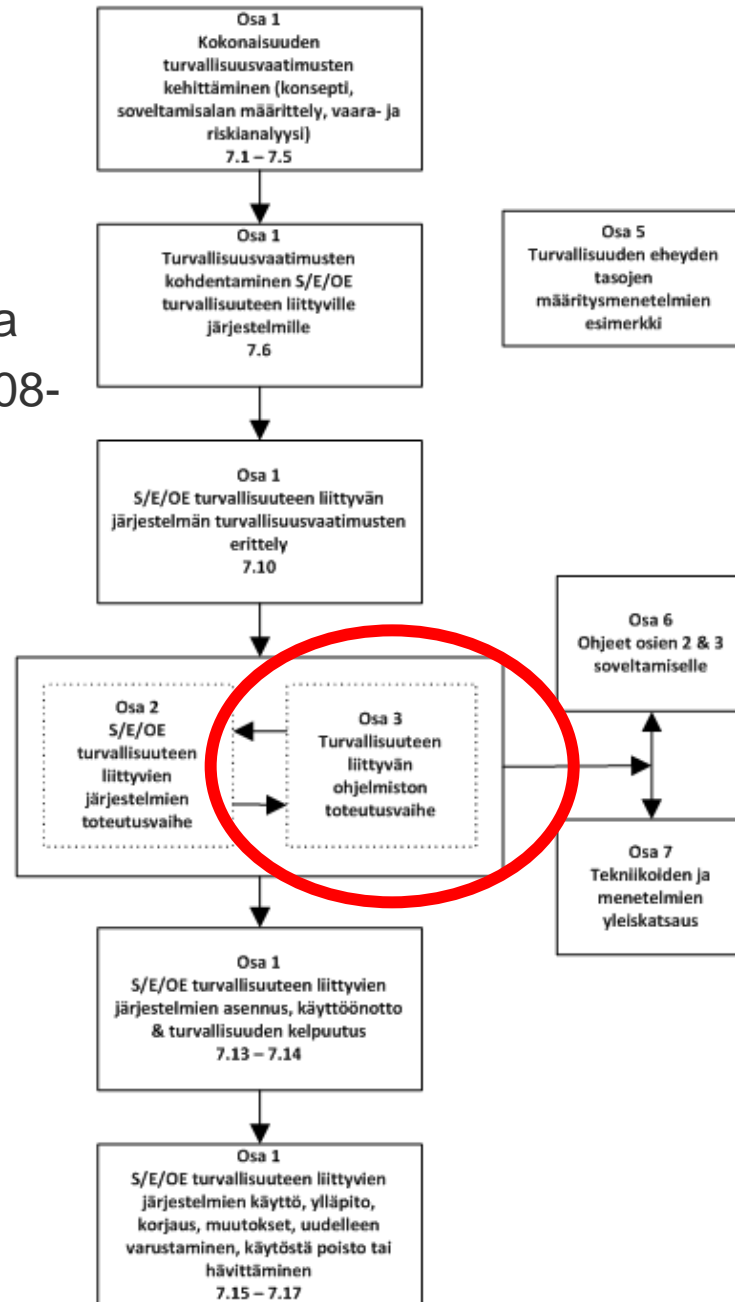 Osa 1
Kokonaisuuden
turvallisuusvaatimusten
kehittäminen (konsepti,
soveltamisalan määrittely, vaara- ja
riskianalyysi)
7.1 – 7.5
Osa 1
Turvallisuusvaatimusten
kohdentaminen S/E/OE
turvallisuuteen liittyville
järjestelmille
7.6
Osa 5
Turvallisuuden eheyden
tasojen
määritysmenetelmien
esimerkki
a
08-
Osa 1
S/E/OE turvallisuuteen liittyvän
järjestelmän turvallisuusvaatimusten
erittely
7.10
Osa 2
S/E/OE
turvallisuuteen
liittyvien
järjestelmien
toteutusvaihe
Osa 3
Turvallisuuteen
liittyvän
ohjelmiston
toteutusvaihe
Osa 6
Ohjeet osien 2 & 3
soveltamiselle
Osa 7
Tekniikoiden ja
menetelmien
yleiskatsaus
Osa 1
S/E/OE turvallisuuteen liittyvien
järjestelmien asennus, käyttöönotto
& turvallisuuden kelpuutus
7.13 – 7.14
Osa 1
S/E/OE turvallisuuteen liittyvien
järjestelmien käyttö, ylläpito,
korjaus, muutokset, uudelleen
varustaminen, käytöstä poisto tai
hävittäminen
7.15 – 7.17